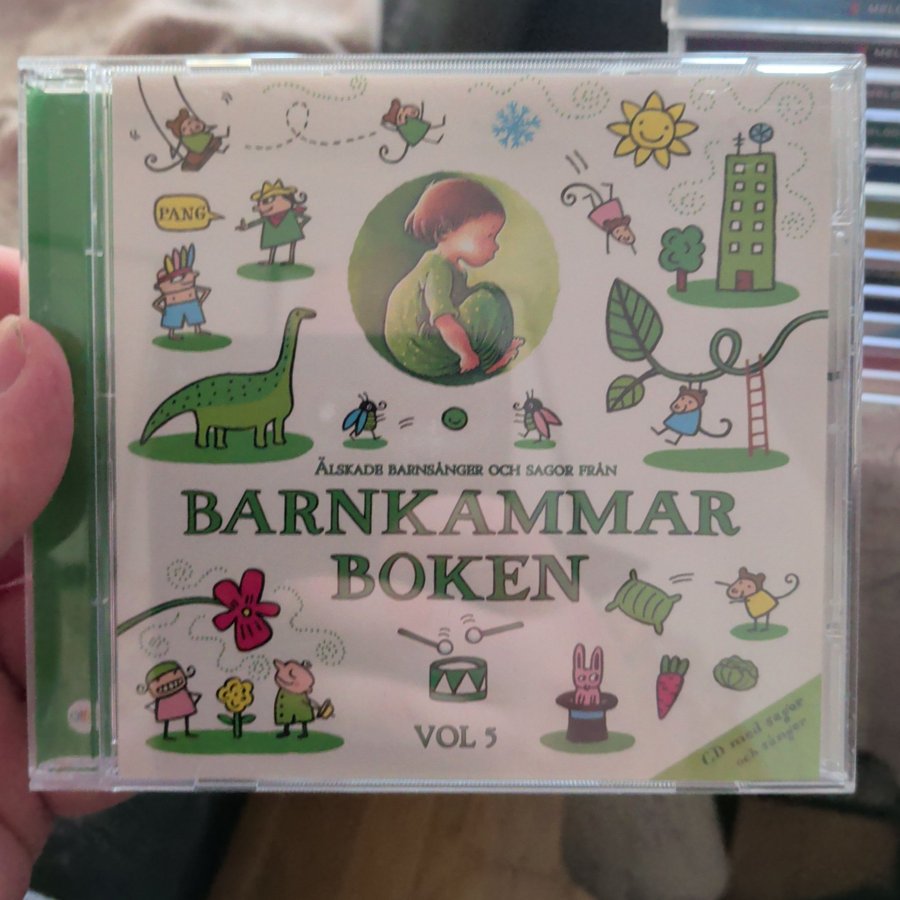 PANG
ÄLSKADE BARNSÅNGER OCH SAGOR FRÅN
BARNKAMMAR
BOKEN
VOL 5
CD med sagor
och sånger